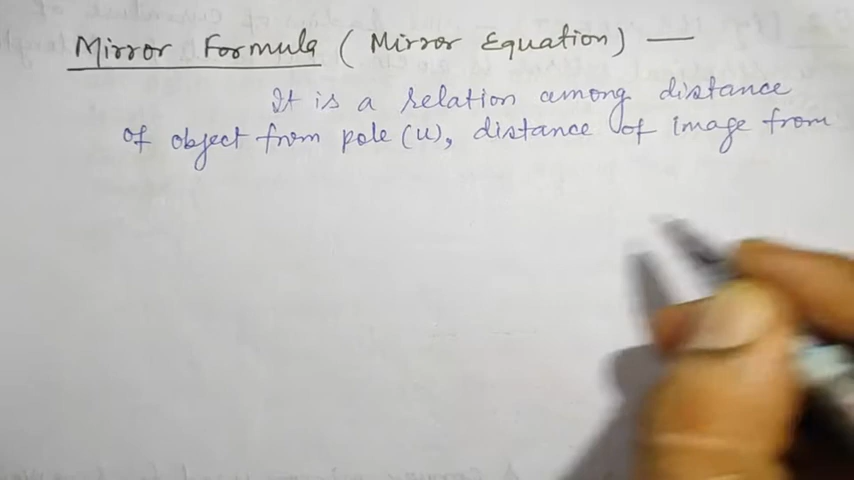 Mirror Formula (Mirror Equation) —
It is a relation among distance
of object from pole (u), distance of image from